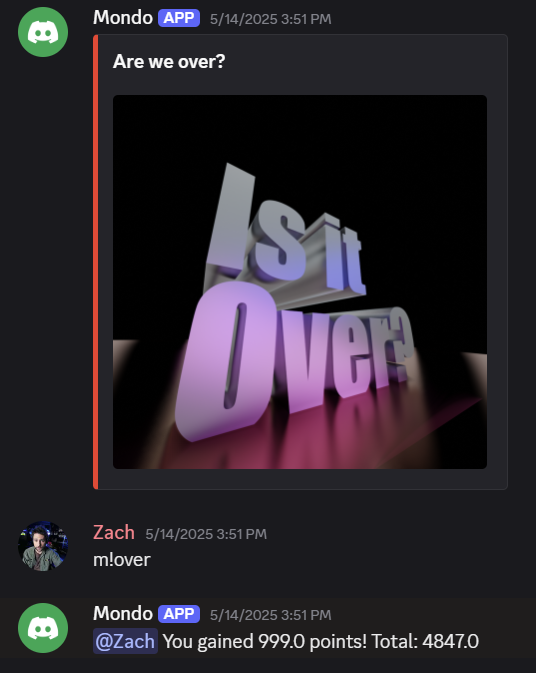 Mondo APP 5/14/2025 3:51 PM
Are we over?
Is it
Over?
Zach 5/14/2025 3:51 PM
m!over
Mondo APP 5/14/2025 3:51 PM
@Zach You gained 999.0 points! Total: 4847.0